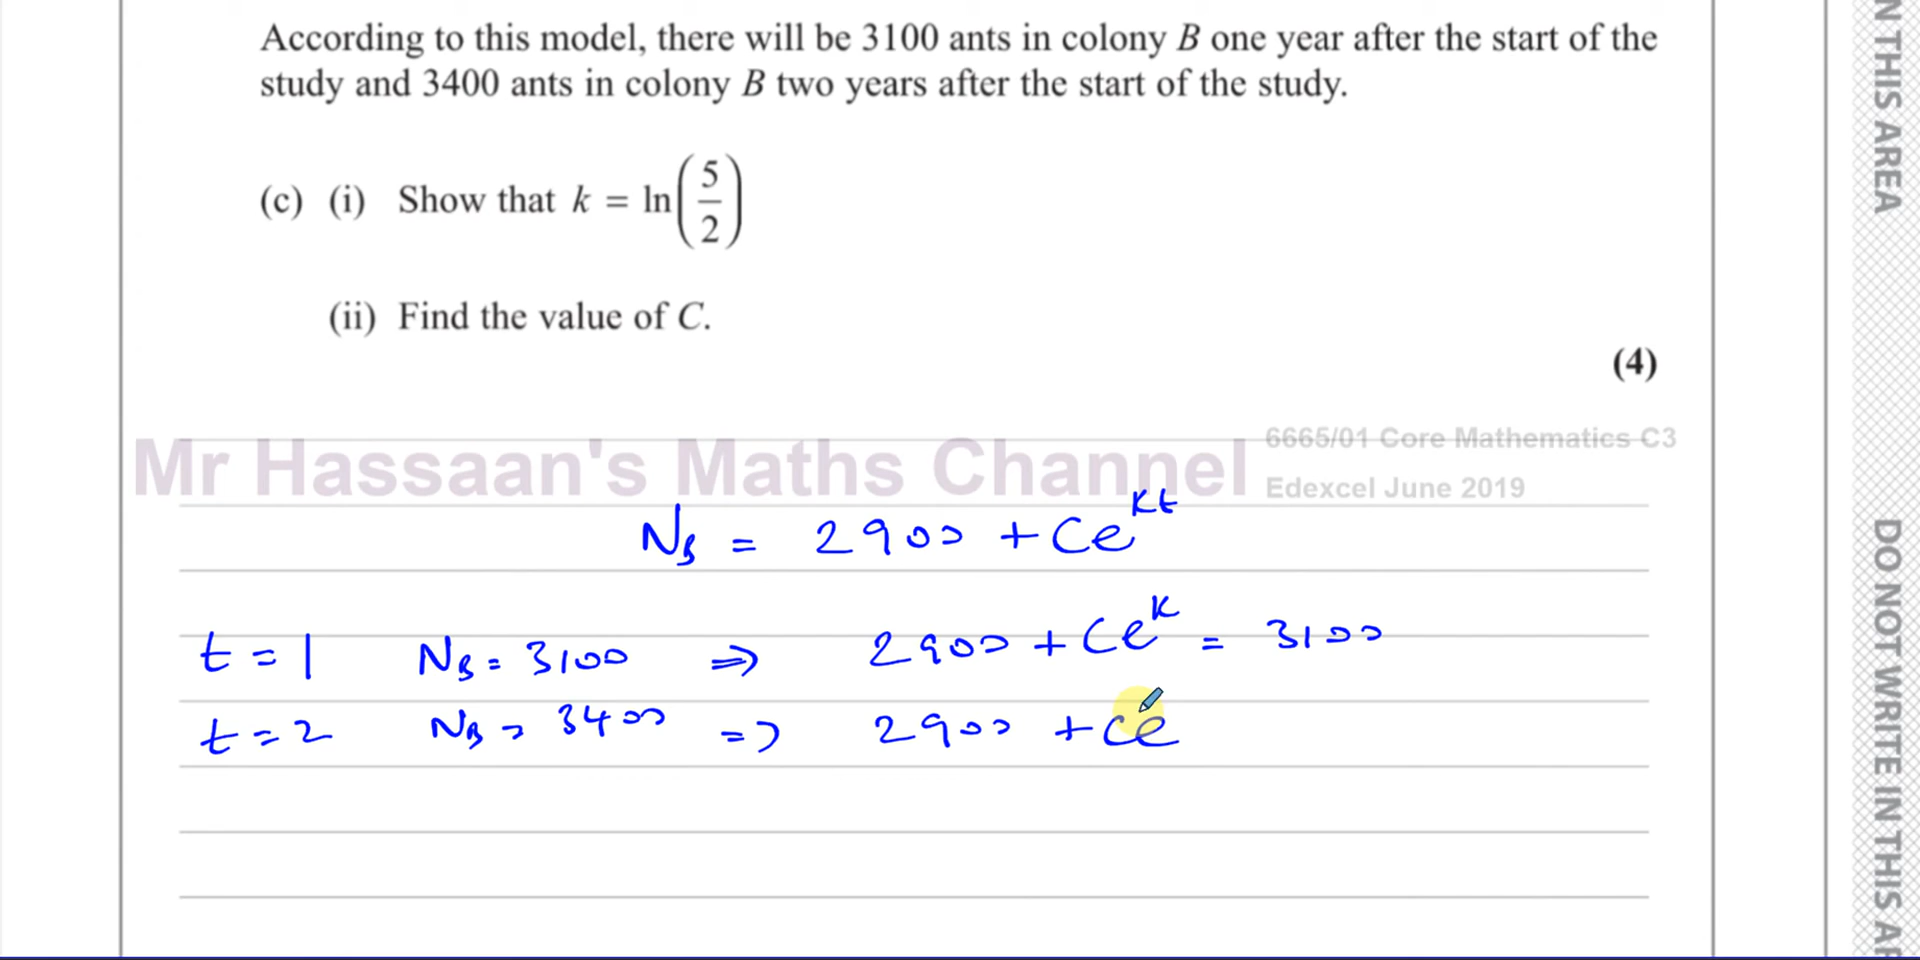 According to this model, there will be 3100 ants in colony B one year after the start of the
study and 3400 ants in colony B two years after the start of the study.
(c) (i) Show that k = ln(5/2)
(ii) Find the value of C.
(4)
Mr Hassaan's Maths Channel
6665/01 Core Mathematics C3
Edexcel June 2019
N_B = 2900 + Ce^{kt}
t = 1 N_B = 3100 ⇒ 2900 + Ce^{k} = 3100
t = 2 N_B = 3400 ⇒ 2900 + Ce
N THIS AREA
DO NOT WRITE IN THIS A